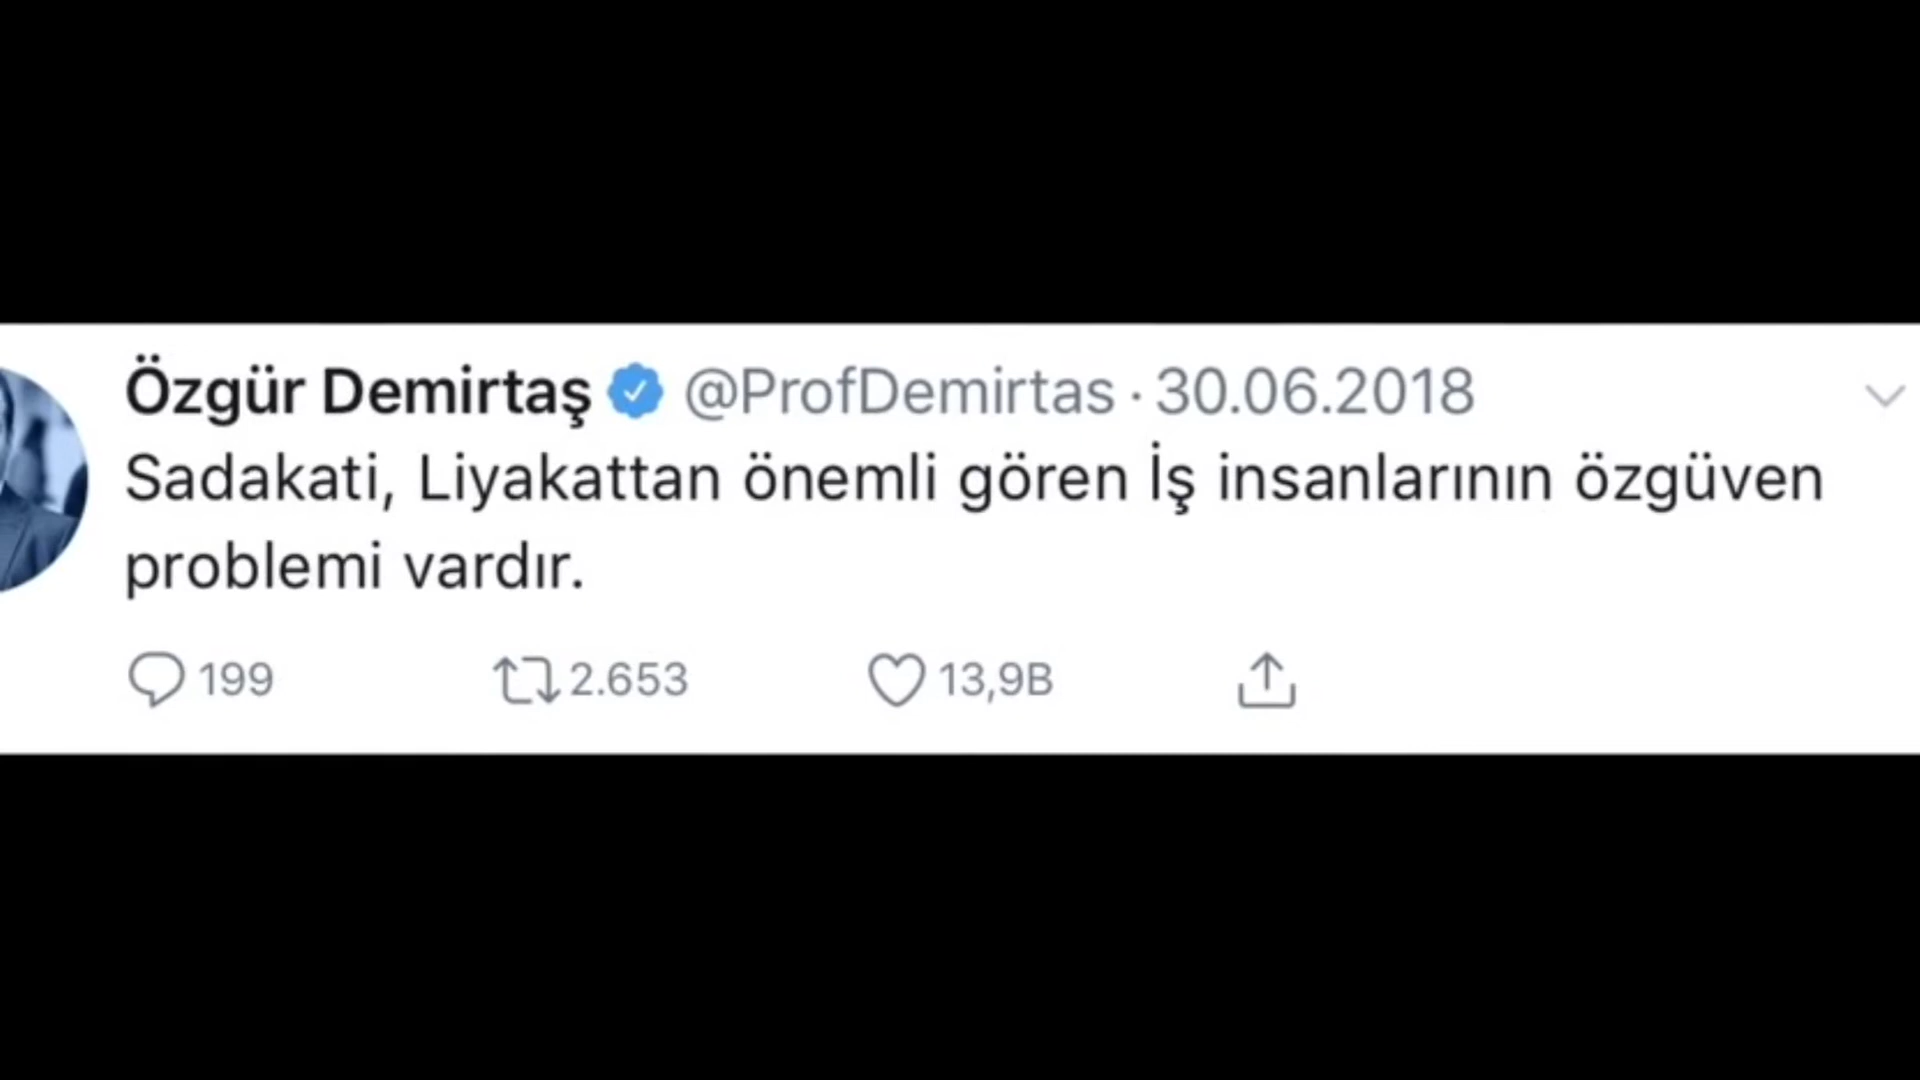 Özgür Demirtaş @ProfDemirtas · 30.06.2018
Sadakati, Liyakattan önemli gören İş insanlarının özgüven
problemi vardır.
199 2.653 13,9B